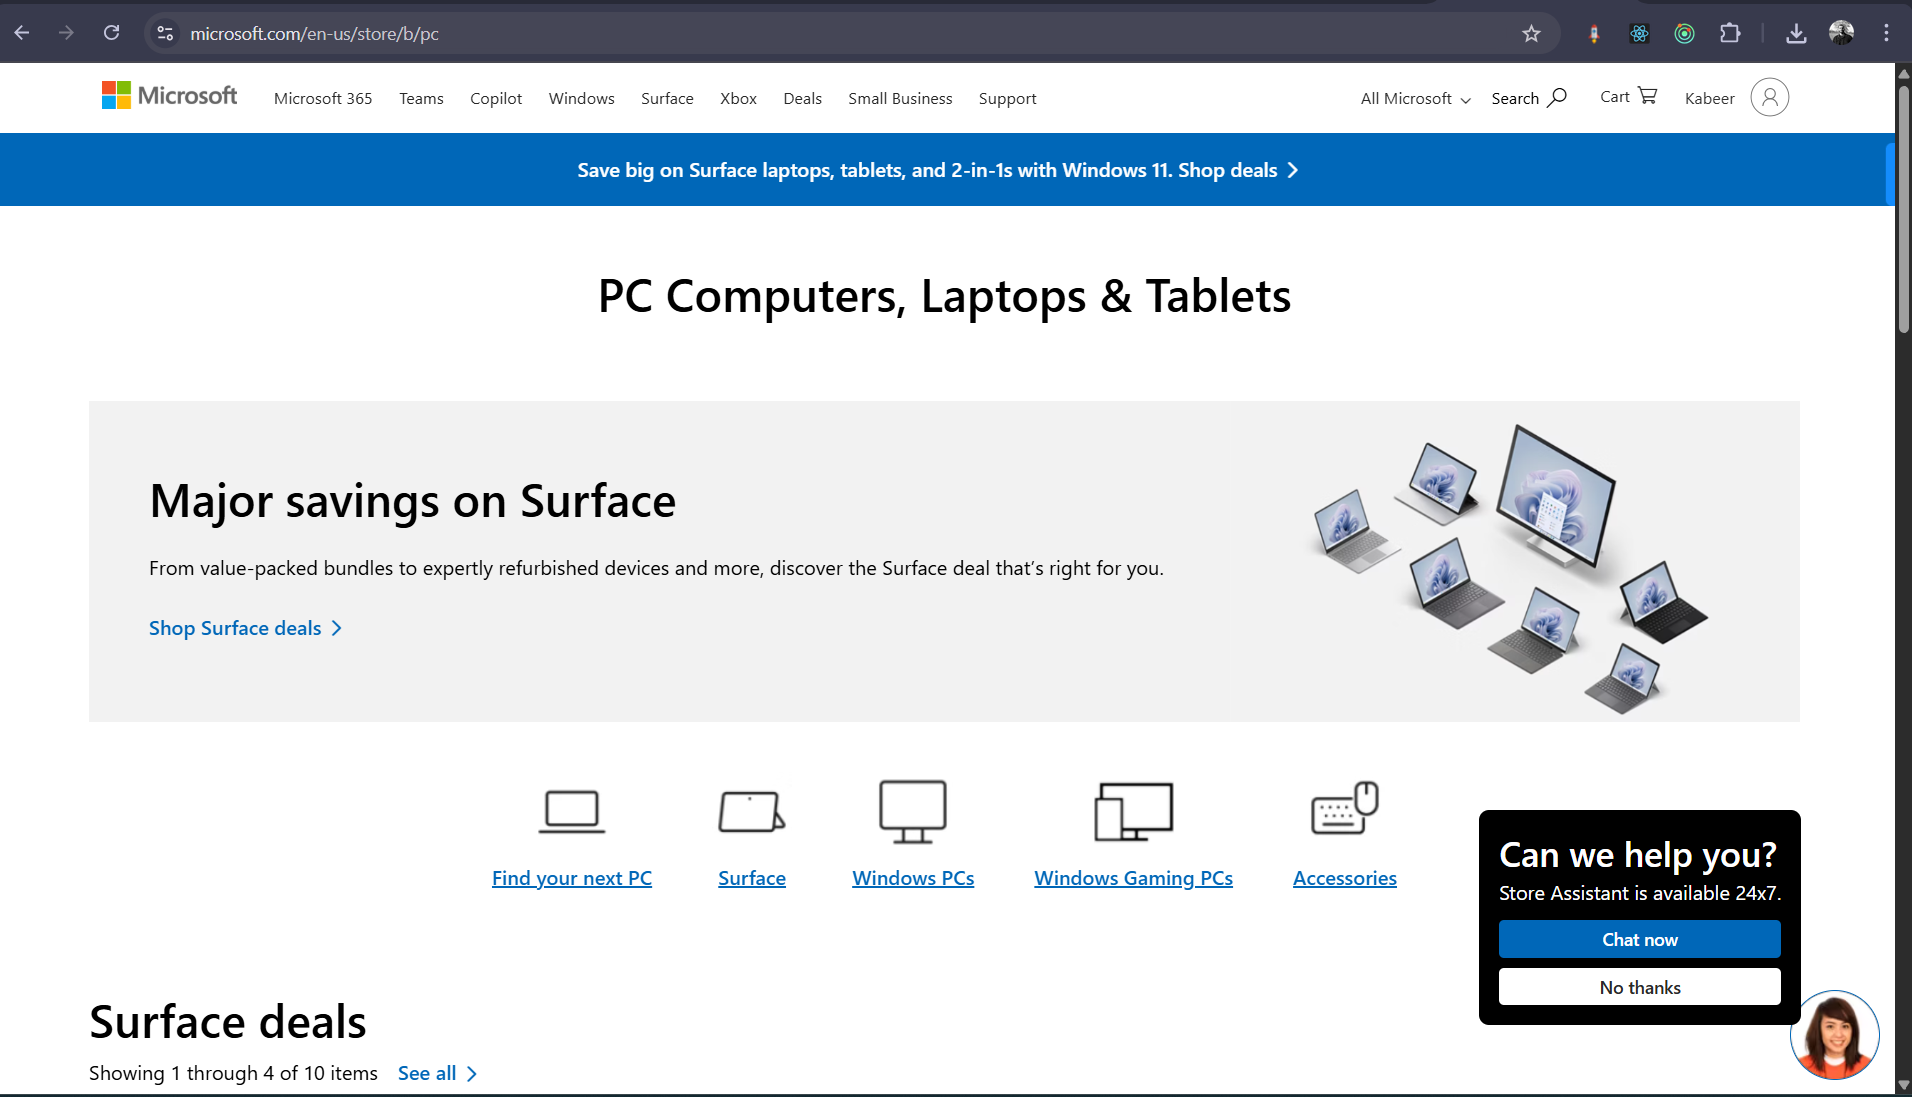 microsoft.com/en-us/store/b/pc
Microsoft
Microsoft 365 Teams Copilot Windows Surface Xbox Deals Small Business Support All Microsoft Search Cart Kabeer
Save big on Surface laptops, tablets, and 2-in-1s with Windows 11. Shop deals
PC Computers, Laptops & Tablets
Major savings on Surface
From value-packed bundles to expertly refurbished devices and more, discover the Surface deal that’s right for you.
Shop Surface deals
Find your next PC Surface Windows PCs Windows Gaming PCs Accessories
Can we help you?
Store Assistant is available 24x7.
Chat now
No thanks
Surface deals
Showing 1 through 4 of 10 items See all